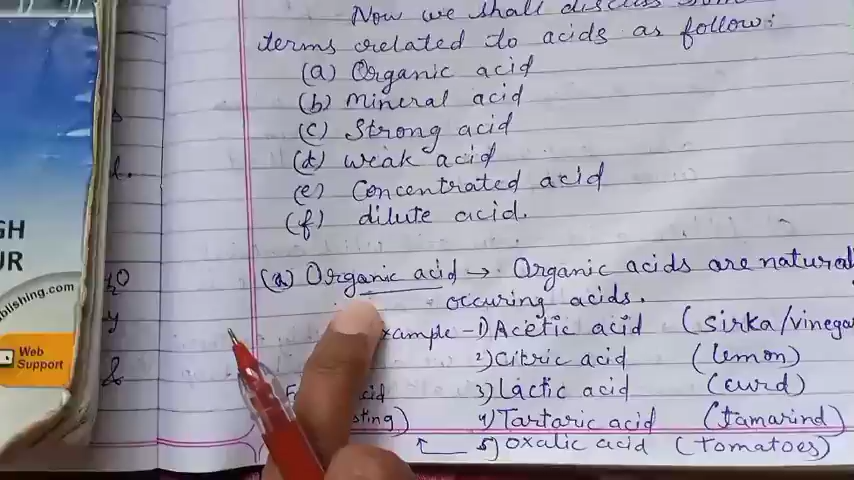 Now we shall discuss some
terms related to acids as follow:
(a) Organic acid
(b) Mineral acid
(c) Strong acid
(d) weak acid
(e) Concentrated acid
(f) dilute acid.
(a) Organic acid → Organic acids are natural
occuring acids.
xample - 1) Acetic acid (sirka/vinega
2) Citric acid (lemon)
3) Lactic acid (curd)
cid
4) Tartaric acid (tamarind)
sting)
5) oxalic acid (Tomatoes)
GH
UR
blishing.com
Web
Support